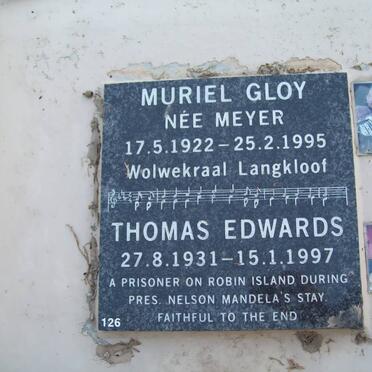 MURIEL GLOY
NÉE MEYER
17.5.1922 – 25.2.1995
Wolwekraal Langkloof
THOMAS EDWARDS
27.8.1931 – 15.1.1997
A PRISONER ON ROBIN ISLAND DURING
PRES. NELSON MANDELA'S STAY.
FAITHFUL TO THE END
126